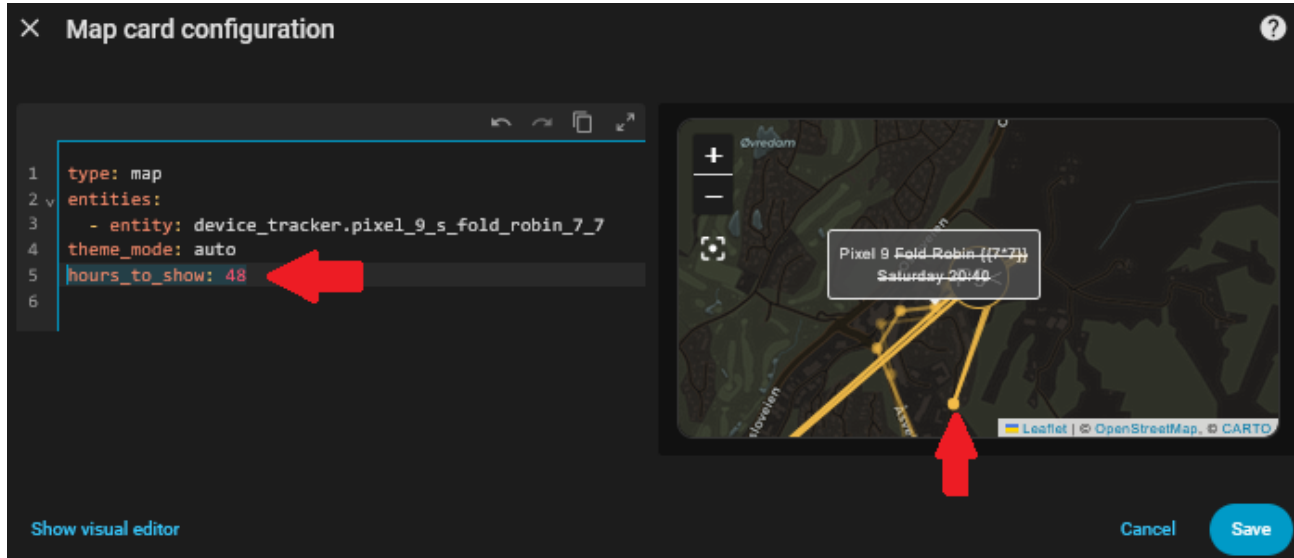 Map card configuration
1 type: map
2 entities:
3 - entity: device_tracker.pixel_9_s_fold_robin_7_7
4 theme_mode: auto
5 hours_to_show: 48
6
+
Øvredam
−
Pixel 9 Fold Robin {{7*7}}
Saturday 20:40
Leaflet | © OpenStreetMap, © CARTO
Show visual editor
Cancel
Save